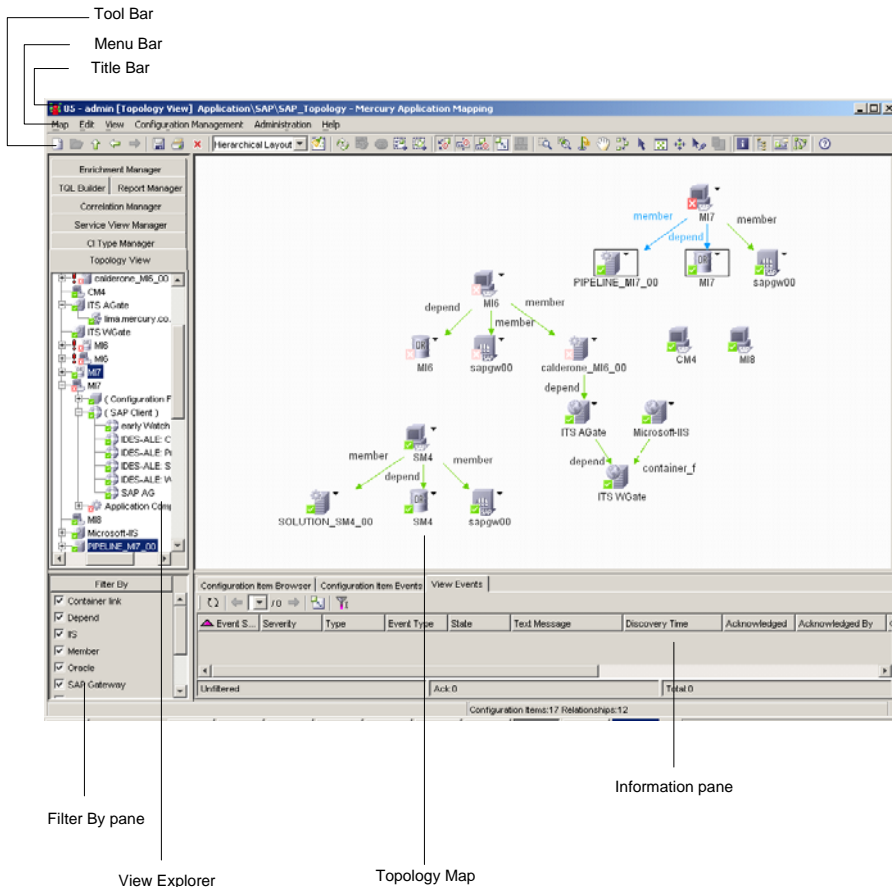 Tool Bar
Menu Bar
Title Bar
05 - admin [Topology View] Application\SAP\SAP_Topology - Mercury Application Mapping
Map Edit View Configuration Management Administration Help
Hierarchical Layout
Enrichment Manager
TQL Builder Report Manager
Correlation Manager
Service View Manager
CI Type Manager
Topology View
calderone_MI6_00
CM4
ITS AGate
lima.mercury.co.
ITS WGate
MI6
MI6
MI7
MI7
( Configuration F
( SAP Client )
early Watch
IDES-ALE: C
IDES-ALE: P
IDES-ALE: S
IDES-ALE: W
SAP AG
Application Comp
MI8
Microsoft-IIS
PIPELINE_MI7_00
MI7
member
member
depend
PIPELINE_MI7_00
MI7
sapgw00
MI6
depend
member
member
MI6
sapgw00
calderone_MI6_00
CM4
MI8
depend
ITS AGate
Microsoft-IIS
depend
container_f
ITS WGate
SM4
member
member
depend
SOLUTION_SM4_00
SM4
sapgw00
Filter By
Container link
Depend
IIS
Member
Oracle
SAP Gateway
Configuration Item Browser Configuration Item Events View Events
/0
Event S... Severity Type Event Type State Text Message Discovery Time Acknowledged Acknowledged By
Unfiltered Ack:0 Total:0
Configuration Items:17 Relationships:12
Information pane
Filter By pane
View Explorer
Topology Map